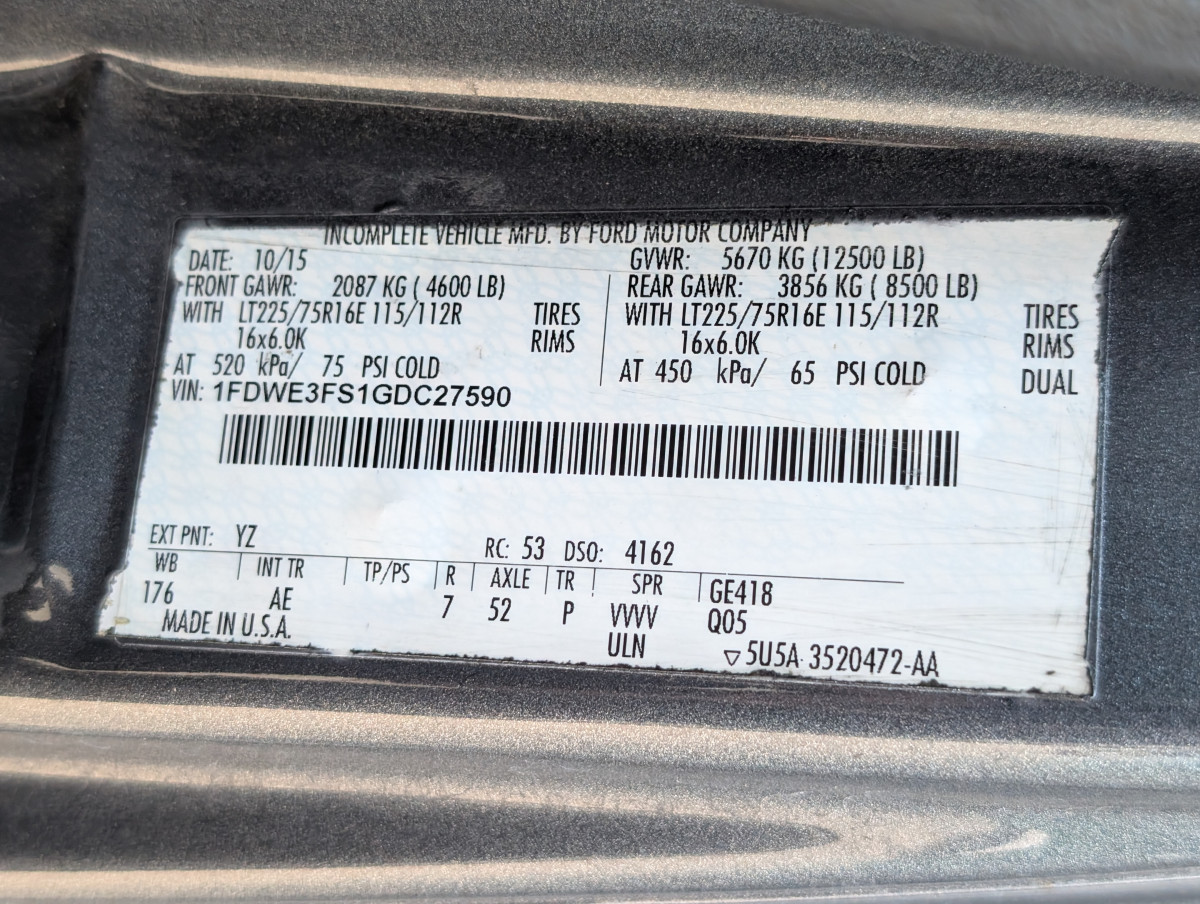 INCOMPLETE VEHICLE MFD. BY FORD MOTOR COMPANY
DATE: 10/15 GVWR: 5670 KG (12500 LB)
FRONT GAWR: 2087 KG ( 4600 LB) REAR GAWR: 3856 KG ( 8500 LB)
WITH LT225/75R16E 115/112R TIRES WITH LT225/75R16E 115/112R TIRES
16x6.0K RIMS 16x6.0K RIMS
AT 520 kPa/ 75 PSI COLD AT 450 kPa/ 65 PSI COLD DUAL
VIN: 1FDWE3FS1GDC27590
EXT PNT: YZ RC: 53 DSO: 4162
WB INT TR TP/PS R AXLE TR SPR GE418
176 AE 7 52 P VVVV Q05
MADE IN U.S.A. ULN ▽5U5A-3520472-AA